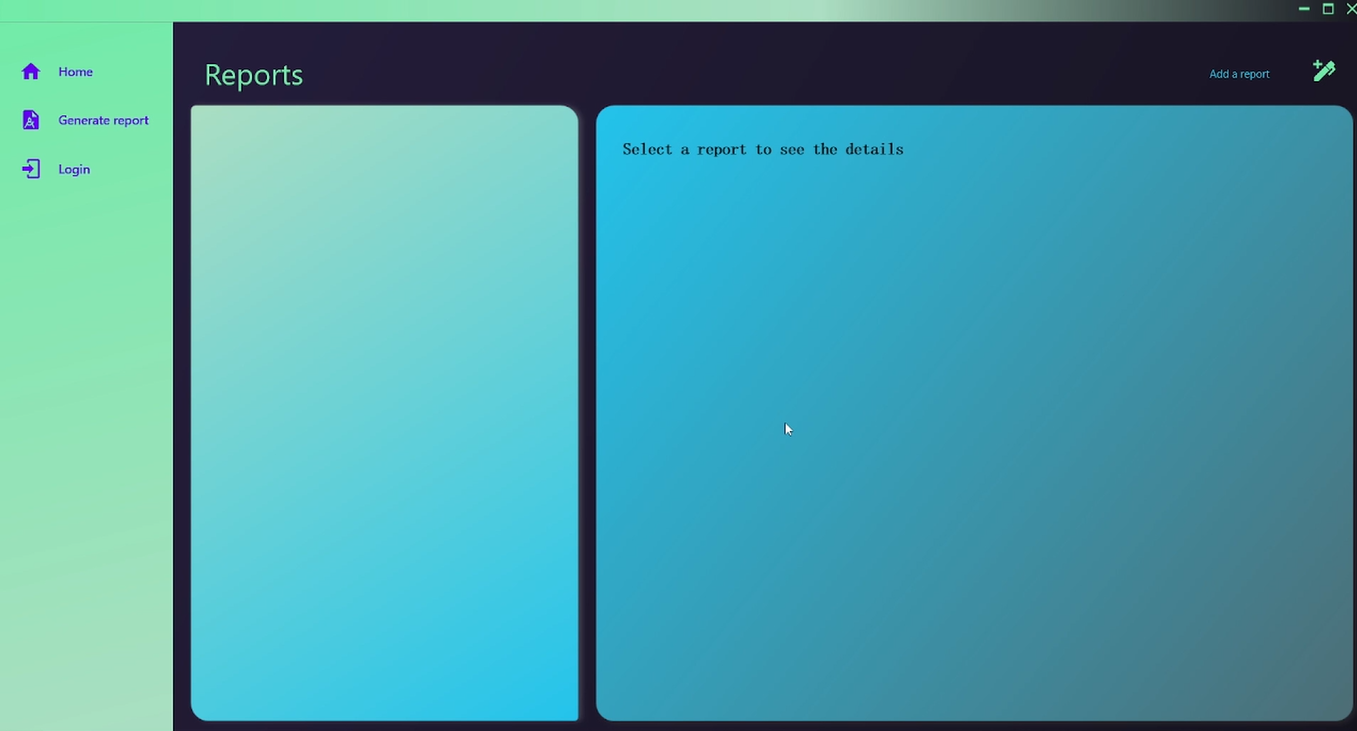 Home
Generate report
Login
Reports
Add a report
Select a report to see the details